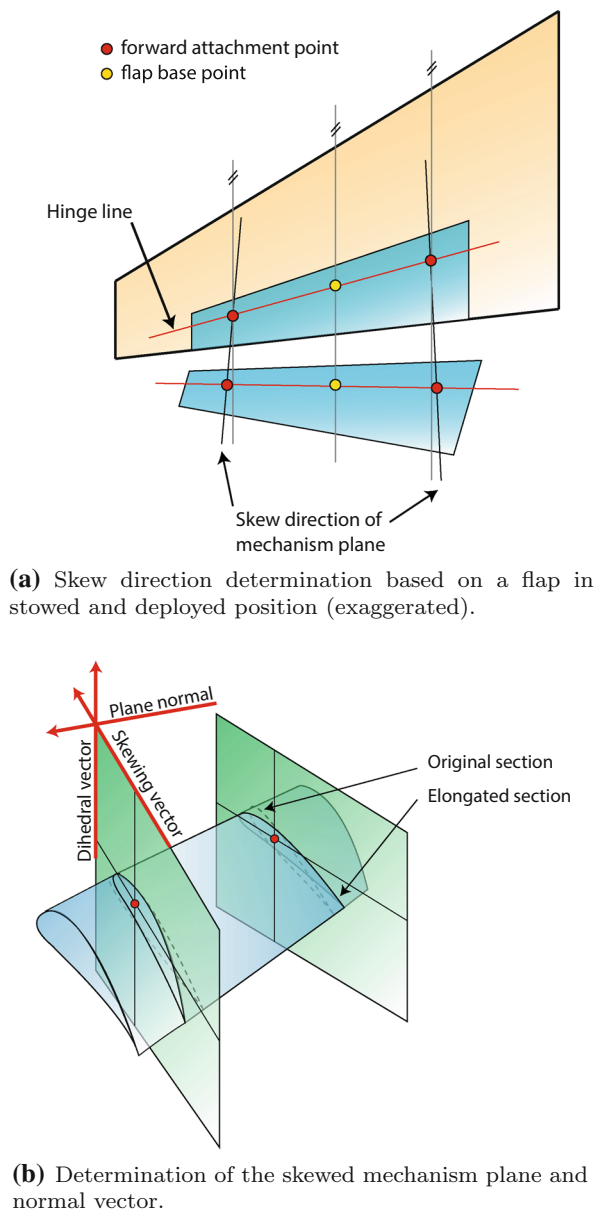 forward attachment point
flap base point
Hinge line
Skew direction of
mechanism plane
(a) Skew direction determination based on a flap in
stowed and deployed position (exaggerated).
Plane normal
Skewing vector
Dihedral vector
Original section
Elongated section
(b) Determination of the skewed mechanism plane and
normal vector.